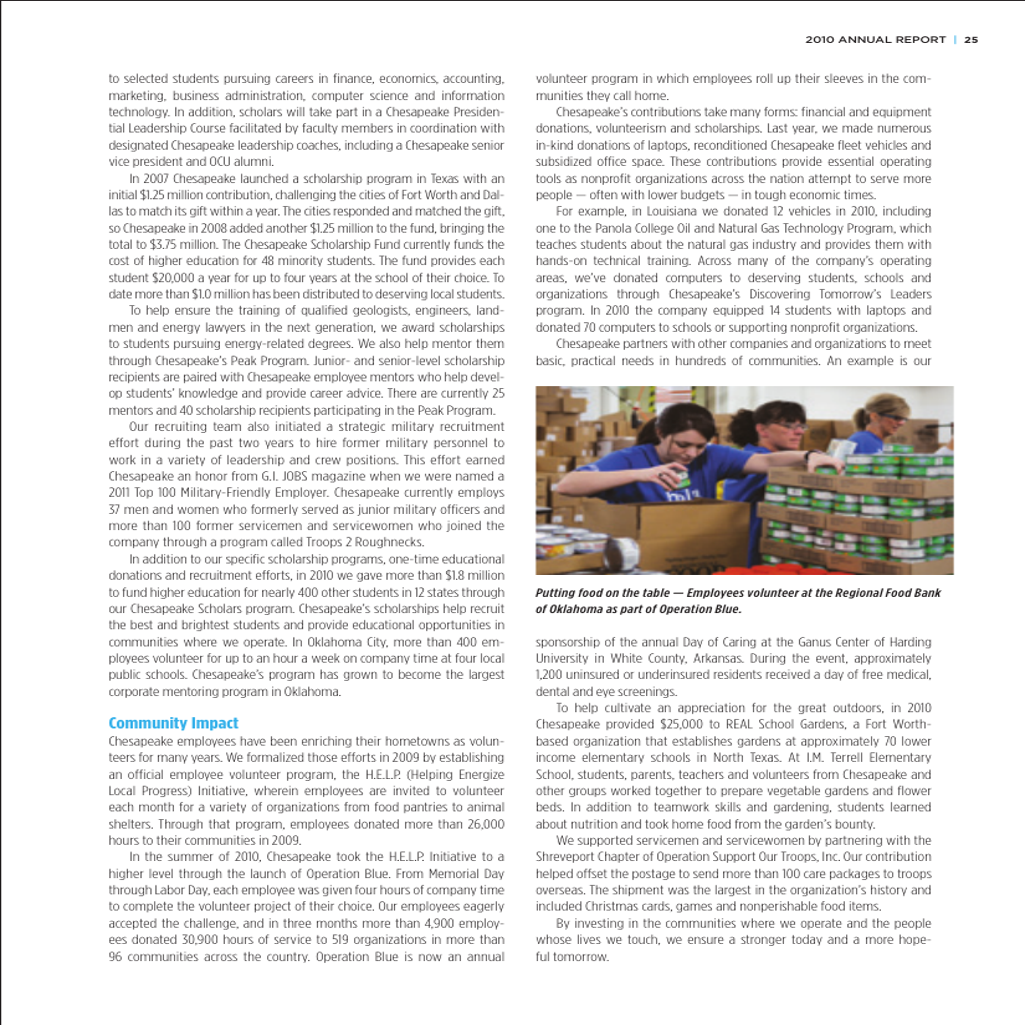 2010 ANNUAL REPORT | 25
to selected students pursuing careers in finance, economics, accounting,
marketing, business administration, computer science and information
technology. In addition, scholars will take part in a Chesapeake Presiden-
tial Leadership Course facilitated by faculty members in coordination with
designated Chesapeake leadership coaches, including a Chesapeake senior
vice president and OCU alumni.
In 2007 Chesapeake launched a scholarship program in Texas with an
initial $1.25 million contribution, challenging the cities of Fort Worth and Dal-
las to match its gift within a year. The cities responded and matched the gift,
so Chesapeake in 2008 added another $1.25 million to the fund, bringing the
total to $3.75 million. The Chesapeake Scholarship Fund currently funds the
cost of higher education for 48 minority students. The fund provides each
student $20,000 a year for up to four years at the school of their choice. To
date more than $1.0 million has been distributed to deserving local students.
To help ensure the training of qualified geologists, engineers, land-
men and energy lawyers in the next generation, we award scholarships
to students pursuing energy-related degrees. We also help mentor them
through Chesapeake's Peak Program. Junior- and senior-level scholarship
recipients are paired with Chesapeake employee mentors who help devel-
op students' knowledge and provide career advice. There are currently 25
mentors and 40 scholarship recipients participating in the Peak Program.
Our recruiting team also initiated a strategic military recruitment
effort during the past two years to hire former military personnel to
work in a variety of leadership and crew positions. This effort earned
Chesapeake an honor from G.I. JOBS magazine when we were named a
2011 Top 100 Military-Friendly Employer. Chesapeake currently employs
37 men and women who formerly served as junior military officers and
more than 100 former servicemen and servicewomen who joined the
company through a program called Troops 2 Roughnecks.
In addition to our specific scholarship programs, one-time educational
donations and recruitment efforts, in 2010 we gave more than $1.8 million
to fund higher education for nearly 400 other students in 12 states through
our Chesapeake Scholars program. Chesapeake's scholarships help recruit
the best and brightest students and provide educational opportunities in
communities where we operate. In Oklahoma City, more than 400 em-
ployees volunteer for up to an hour a week on company time at four local
public schools. Chesapeake's program has grown to become the largest
corporate mentoring program in Oklahoma.
Community Impact
Chesapeake employees have been enriching their hometowns as volun-
teers for many years. We formalized those efforts in 2009 by establishing
an official employee volunteer program, the H.E.L.P. (Helping Energize
Local Progress) Initiative, wherein employees are invited to volunteer
each month for a variety of organizations from food pantries to animal
shelters. Through that program, employees donated more than 26,000
hours to their communities in 2009.
In the summer of 2010, Chesapeake took the H.E.L.P. Initiative to a
higher level through the launch of Operation Blue. From Memorial Day
through Labor Day, each employee was given four hours of company time
to complete the volunteer project of their choice. Our employees eagerly
accepted the challenge, and in three months more than 4,900 employ-
ees donated 30,900 hours of service to 519 organizations in more than
96 communities across the country. Operation Blue is now an annual
volunteer program in which employees roll up their sleeves in the com-
munities they call home.
Chesapeake's contributions take many forms: financial and equipment
donations, volunteerism and scholarships. Last year, we made numerous
in-kind donations of laptops, reconditioned Chesapeake fleet vehicles and
subsidized office space. These contributions provide essential operating
tools as nonprofit organizations across the nation attempt to serve more
people — often with lower budgets — in tough economic times.
For example, in Louisiana we donated 12 vehicles in 2010, including
one to the Panola College Oil and Natural Gas Technology Program, which
teaches students about the natural gas industry and provides them with
hands-on technical training. Across many of the company's operating
areas, we've donated computers to deserving students, schools and
organizations through Chesapeake's Discovering Tomorrow's Leaders
program. In 2010 the company equipped 14 students with laptops and
donated 70 computers to schools or supporting nonprofit organizations.
Chesapeake partners with other companies and organizations to meet
basic, practical needs in hundreds of communities. An example is our
Putting food on the table — Employees volunteer at the Regional Food Bank
of Oklahoma as part of Operation Blue.
sponsorship of the annual Day of Caring at the Ganus Center of Harding
University in White County, Arkansas. During the event, approximately
1,200 uninsured or underinsured residents received a day of free medical,
dental and eye screenings.
To help cultivate an appreciation for the great outdoors, in 2010
Chesapeake provided $25,000 to REAL School Gardens, a Fort Worth-
based organization that establishes gardens at approximately 70 lower
income elementary schools in North Texas. At I.M. Terrell Elementary
School, students, parents, teachers and volunteers from Chesapeake and
other groups worked together to prepare vegetable gardens and flower
beds. In addition to teamwork skills and gardening, students learned
about nutrition and took home food from the garden's bounty.
We supported servicemen and servicewomen by partnering with the
Shreveport Chapter of Operation Support Our Troops, Inc. Our contribution
helped offset the postage to send more than 100 care packages to troops
overseas. The shipment was the largest in the organization's history and
included Christmas cards, games and nonperishable food items.
By investing in the communities where we operate and the people
whose lives we touch, we ensure a stronger today and a more hope-
ful tomorrow.